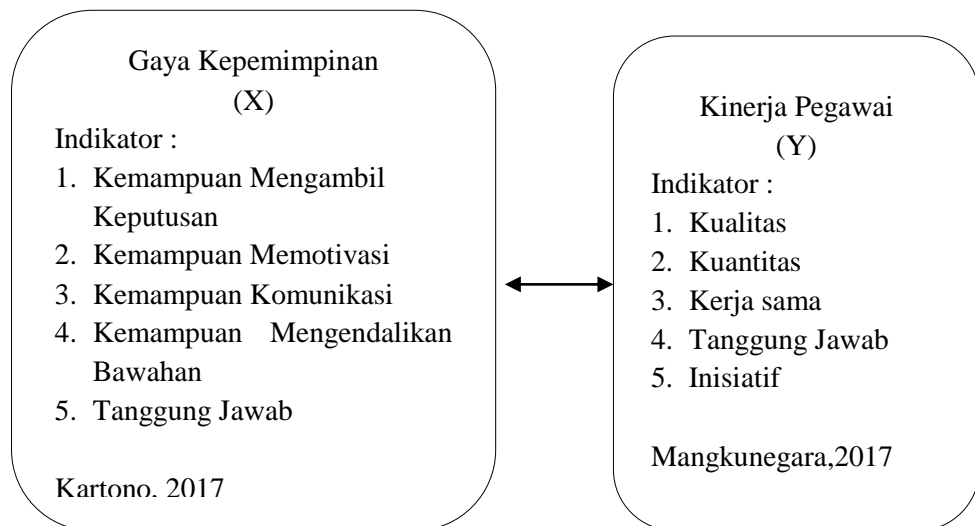 Gaya Kepemimpinan
(X)
Indikator :
1. Kemampuan Mengambil
Keputusan
2. Kemampuan Memotivasi
3. Kemampuan Komunikasi
4. Kemampuan Mengendalikan
Bawahan
5. Tanggung Jawab
Kartono, 2017
Kinerja Pegawai
(Y)
Indikator :
1. Kualitas
2. Kuantitas
3. Kerja sama
4. Tanggung Jawab
5. Inisiatif
Mangkunegara,2017